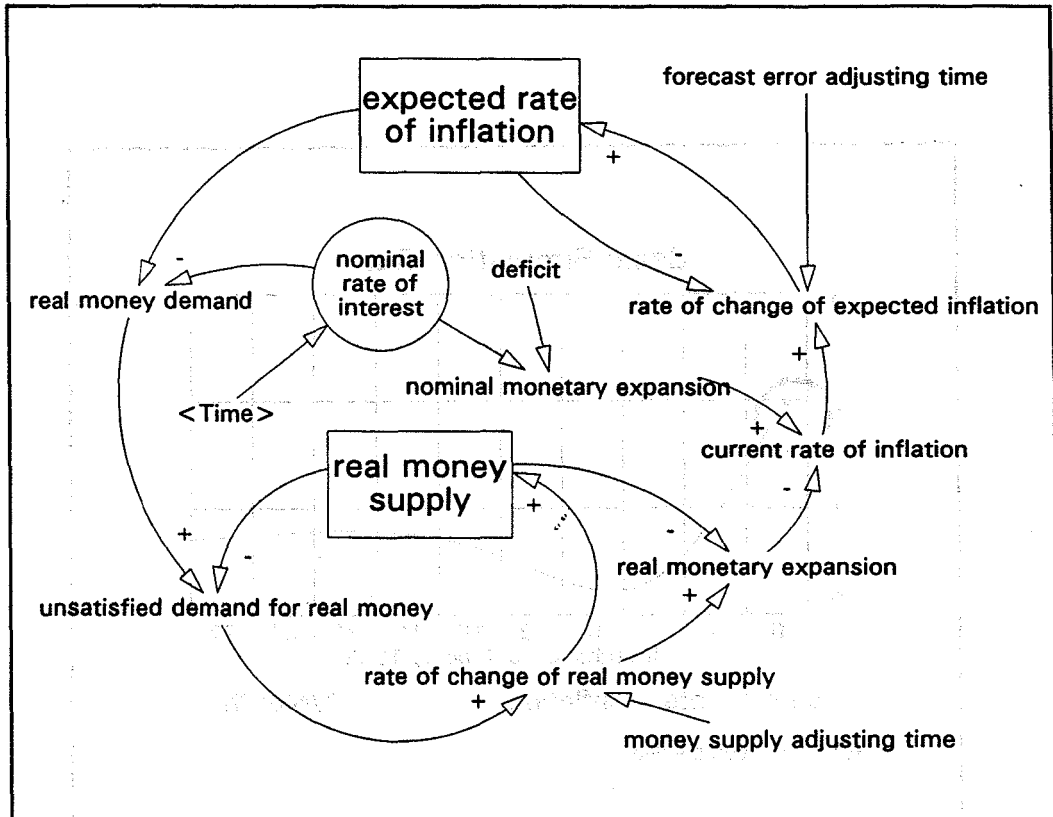 expected rate
of inflation
forecast error adjusting time
+
-
-
nominal
rate of
interest
deficit
real money demand
rate of change of expected inflation
+
nominal monetary expansion
<Time>
+
current rate of inflation
real money
supply
-
+
+
-
-
real monetary expansion
+
unsatisfied demand for real money
rate of change of real money supply
+
money supply adjusting time